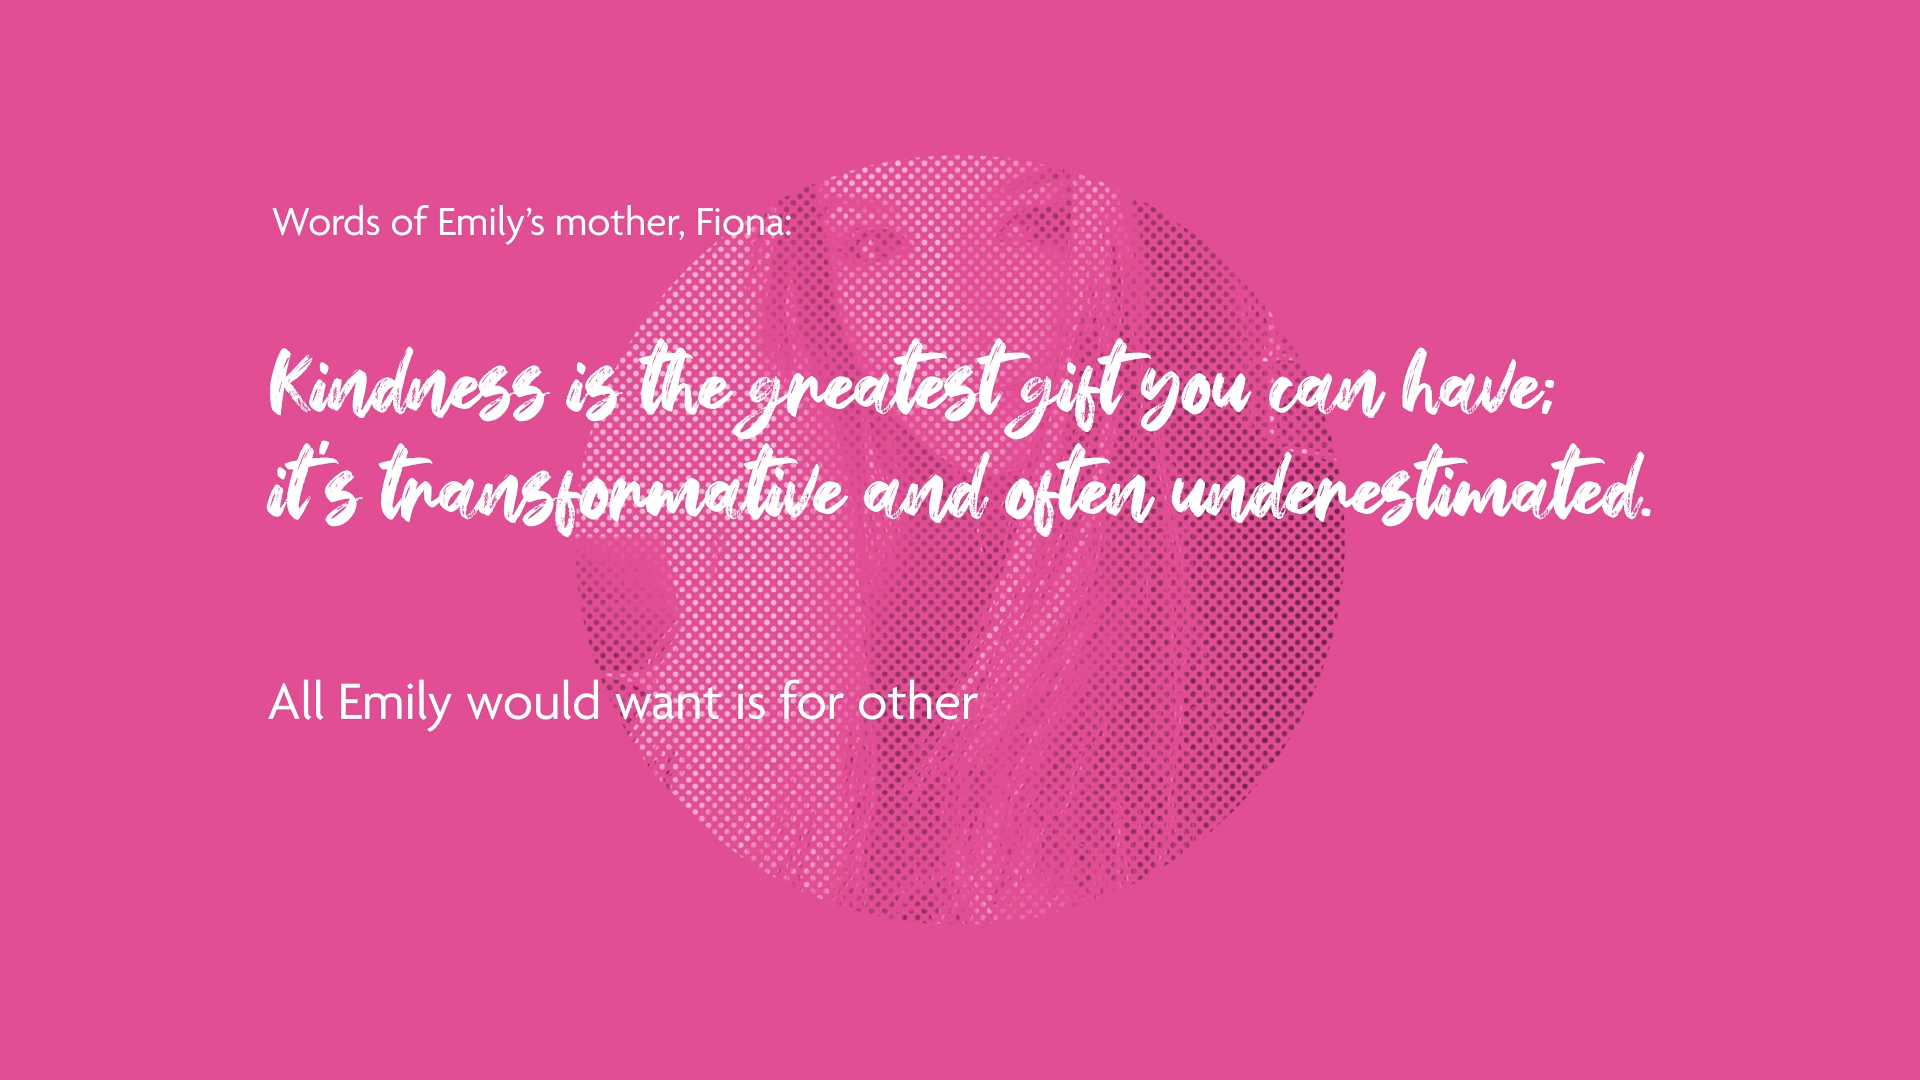 Words of Emily’s mother, Fiona:
Kindness is the greatest gift you can have;
it's transformative and often underestimated.
All Emily would want is for other